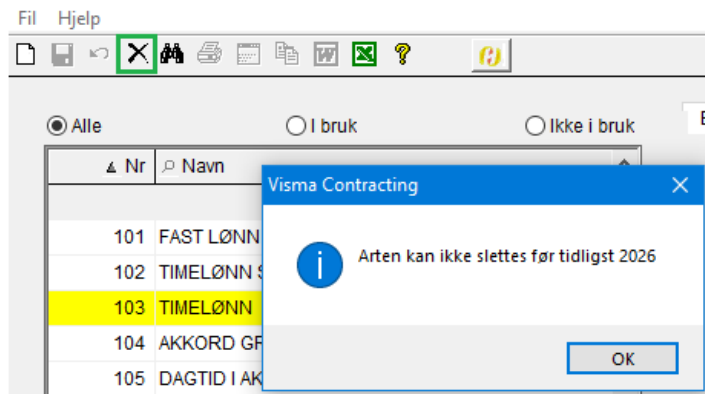 Fil Hjelp
Alle I bruk Ikke i bruk
Nr Navn
Visma Contracting
101 FAST LØNN
Arten kan ikke slettes før tidligst 2026
102 TIMELØNN S
103 TIMELØNN
104 AKKORD GR
OK
105 DAGTID I AK